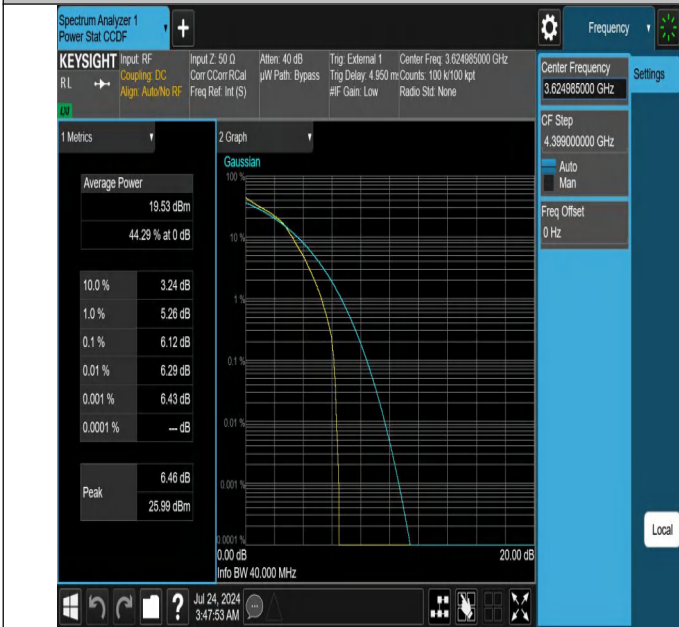 Spectrum Analyzer 1
Power Stat CCDF
+
Frequency
KEYSIGHT
RL
LXI
Input: RF
Coupling: DC
Align: Auto/No RF
Input Z: 50 Ω
Corr CCorr RCal
Freq Ref: Int (S)
Atten: 40 dB
µW Path: Bypass
Trig: External 1
Trig Delay: 4.950 m
#IF Gain: Low
Center Freq: 3.624985000 GHz
Counts: 100 k/100 kpt
Radio Std: None
Center Frequency
3.624985000 GHz
Settings
CF Step
4.399000000 GHz
Auto
Man
Freq Offset
0 Hz
1 Metrics
Average Power
19.53 dBm
44.29 % at 0 dB
10.0 % 3.24 dB
1.0 % 5.26 dB
0.1 % 6.12 dB
0.01 % 6.29 dB
0.001 % 6.43 dB
0.0001 % --- dB
Peak
6.46 dB
25.99 dBm
2 Graph
Gaussian
100 %
10 %
1 %
0.1 %
0.01 %
0.001 %
0.0001 %
0.00 dB 20.00 dB
Info BW 40.000 MHz
Local
?
Jul 24, 2024
3:47:53 AM